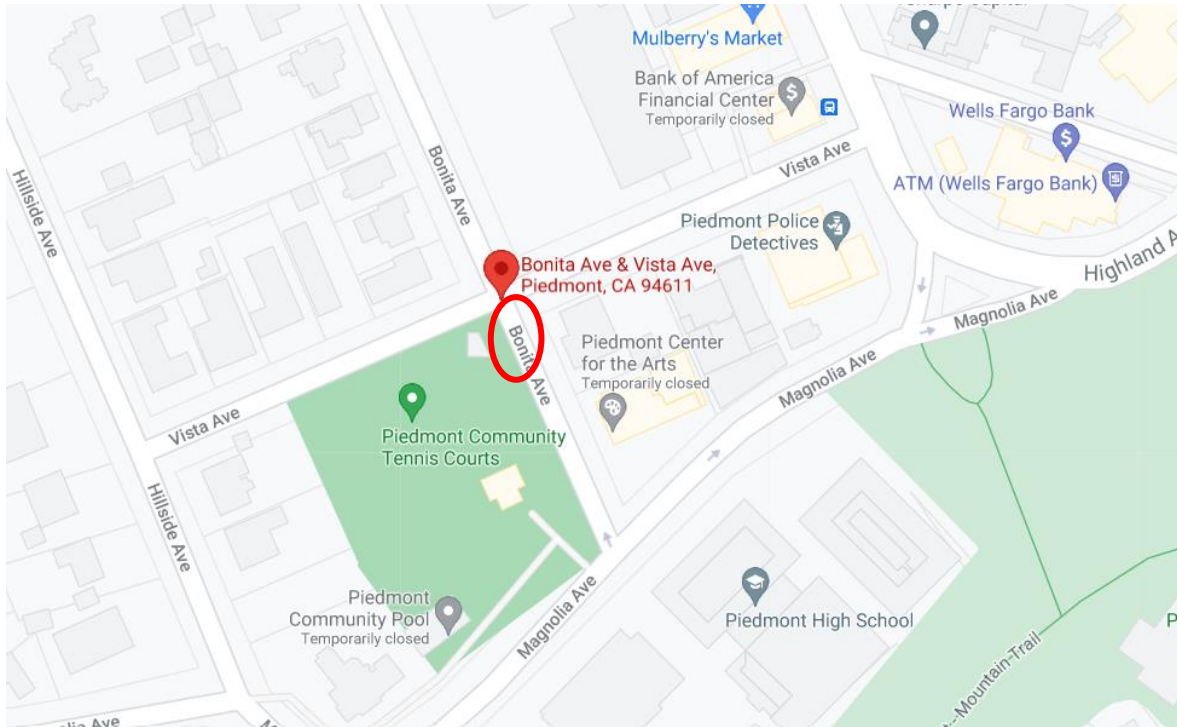 Mulberry's Market
Bank of America
Financial Center
Temporarily closed
$
Wells Fargo Bank
$
ATM (Wells Fargo Bank)
$
Hillside Ave
Bonita Ave
Vista Ave
Piedmont Police
Detectives
Highland
Bonita Ave & Vista Ave,
Piedmont, CA 94611
Magnolia Ave
Bonita Ave
Piedmont Center
for the Arts
Temporarily closed
Magnolia Ave
Vista Ave
Piedmont Community
Tennis Courts
Hillside Ave
Piedmont
Community Pool
Temporarily closed
Magnolia Ave
Piedmont High School
P
Mountain-Trail
Ave